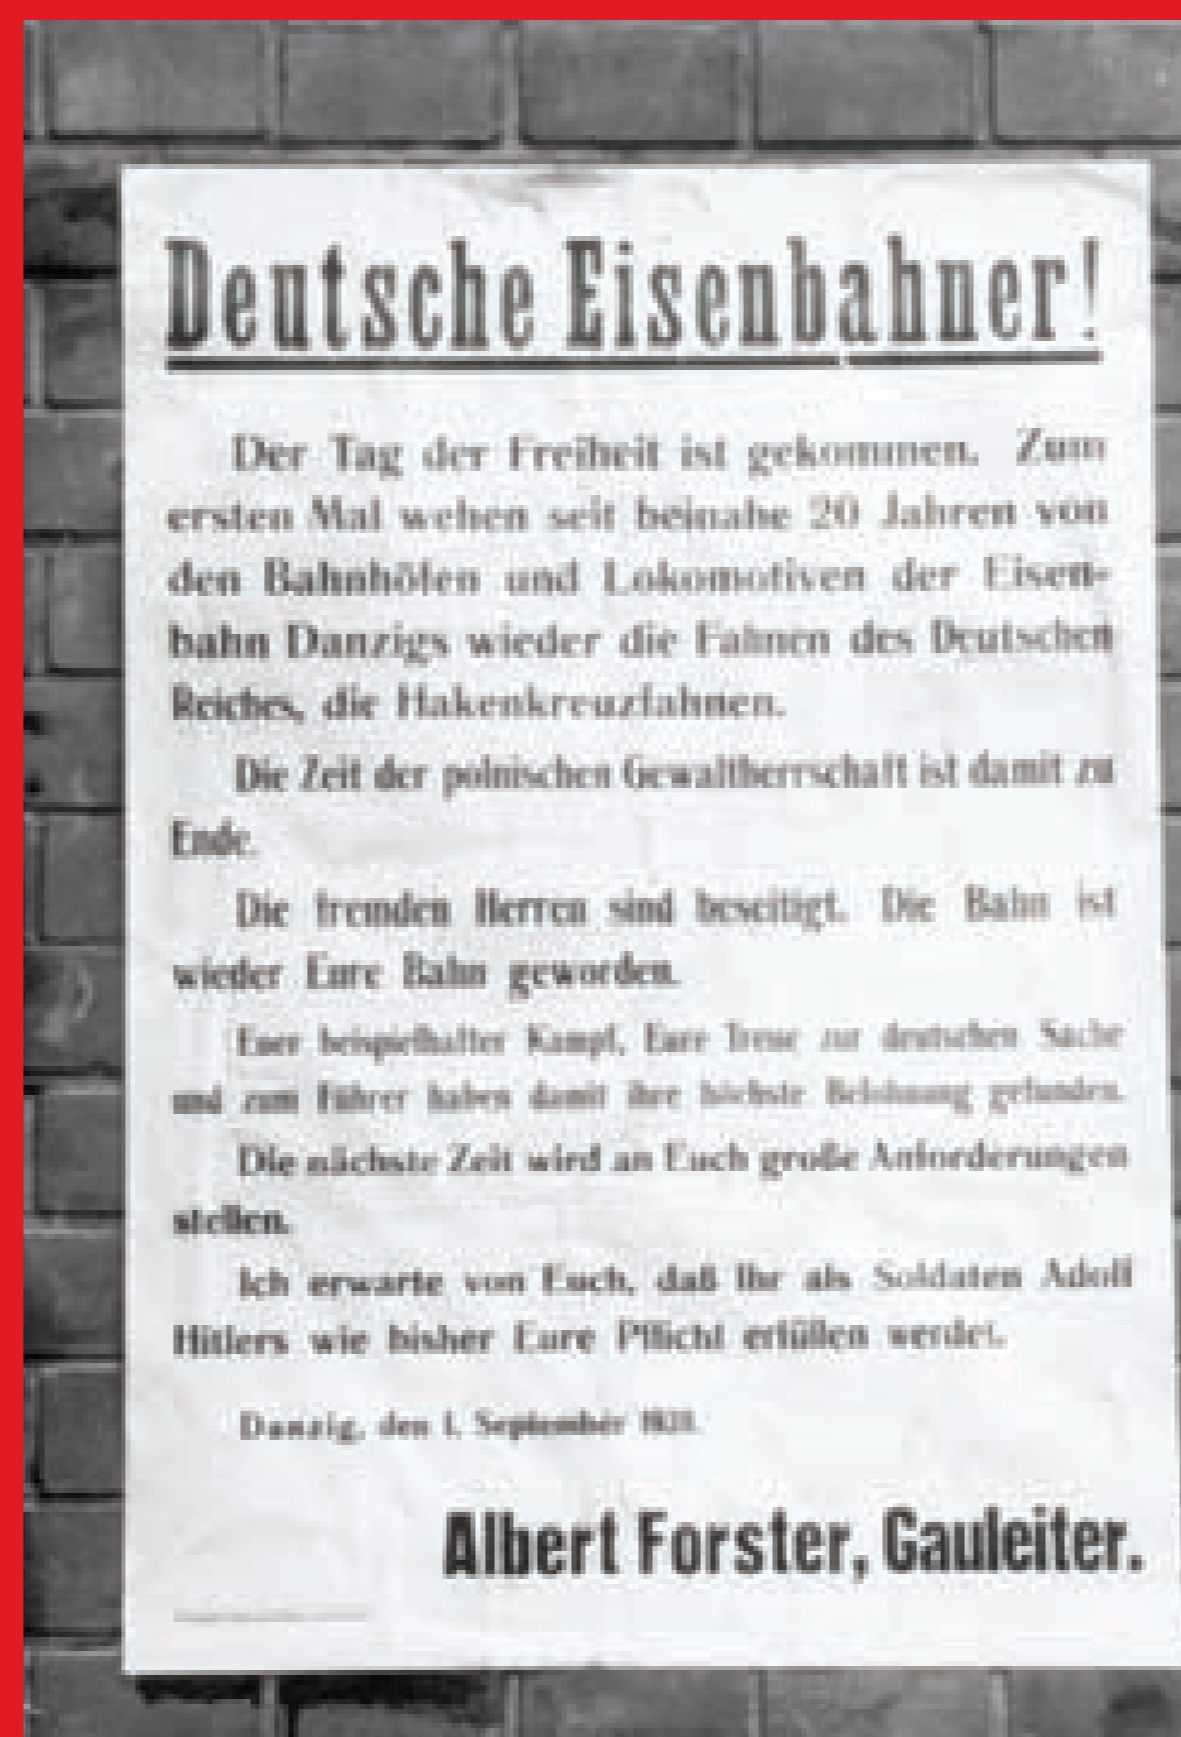 Deutsche Eisenbahner!
Der Tag der Freiheit ist gekommen. Zum
ersten Mal wehen seit beinahe 20 Jahren von
den Bahnhöfen und Lokomotiven der Eisen-
bahn Danzigs wieder die Fahnen des Deutschen
Reiches, die Hakenkreuzfahnen.
Die Zeit der polnischen Gewaltherrschaft ist damit zu
Ende.
Die fremden Herren sind beseitigt. Die Bahn ist
wieder Eure Bahn geworden.
Euer beispielhafter Kampf, Eure Treue zur deutschen Sache
und zum Führer haben damit ihre höchste Belohnung gefunden.
Die nächste Zeit wird an Euch große Anforderungen
stellen.
Ich erwarte von Euch, daß Ihr als Soldaten Adolf
Hitlers wie bisher Eure Pflicht erfüllen werdet.
Danzig, den 1. September
Albert Forster, Gauleiter.